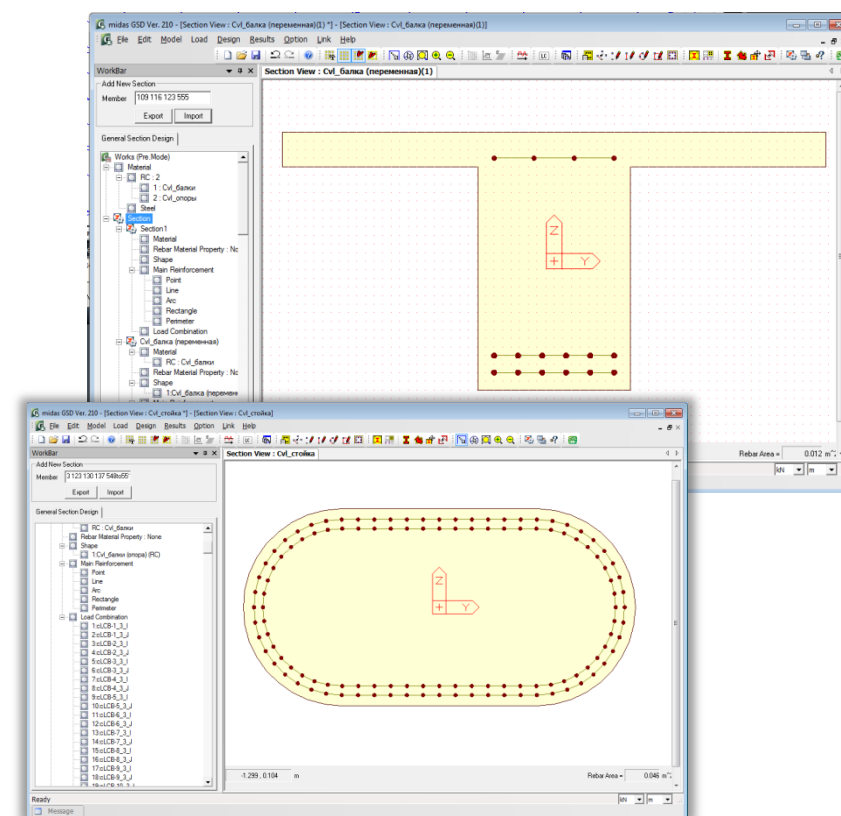 midas GSD Ver. 210 - [Section View : Cvl_балка (переменная)(1) *] - [Section View : Cvl_балка (переменная)(1)]
File Edit Model Load Design Results Option Link Help
WorkBar
Section View : Cvl_балка (переменная)(1)
Add New Section
Member 109 116 123 555
Export Import
General Section Design
Works (Pre.Mode)
Material
RC : 2
1 : Cvl_балки
2 : Cvl_опоры
Steel
Section
Section1
Material
Rebar Material Property : Nc
Shape
Main Reinforcement
Point
Line
Arc
Rectangle
Perimeter
Load Combination
Cvl_балка (переменная)
Material
RC : Cvl_балки
Rebar Material Property : Nc
Shape
1:Cvl_балка (перемен
Z
Y
Rebar Area = 0.012 m^2
kN m
midas GSD Ver. 210 - [Section View : Cvl_стойка *] - [Section View : Cvl_стойка]
File Edit Model Load Design Results Option Link Help
WorkBar
Section View : Cvl_стойка
Add New Section
Member 3 123 130 137 549to55
Export Import
General Section Design
RC : Cvl_балки
Rebar Material Property : None
Shape
1:Cvl_балки (опора) (RC)
Main Reinforcement
Point
Line
Arc
Rectangle
Perimeter
Load Combination
1:cLCB-1_3_I
2:cLCB-1_3_J
3:cLCB-2_3_I
4:cLCB-2_3_J
5:cLCB-3_3_I
6:cLCB-3_3_J
7:cLCB-4_3_I
8:cLCB-4_3_J
9:cLCB-5_3_I
10:cLCB-5_3_J
11:cLCB-6_3_I
12:cLCB-6_3_J
13:cLCB-7_3_I
14:cLCB-7_3_J
15:cLCB-8_3_I
16:cLCB-8_3_J
17:cLCB-9_3_I
18:cLCB-9_3_J
19:cLCB-10_3_I
Z
Y
-1.299 , 0.104 m
Rebar Area = 0.046 m^2
Ready
kN m
Message